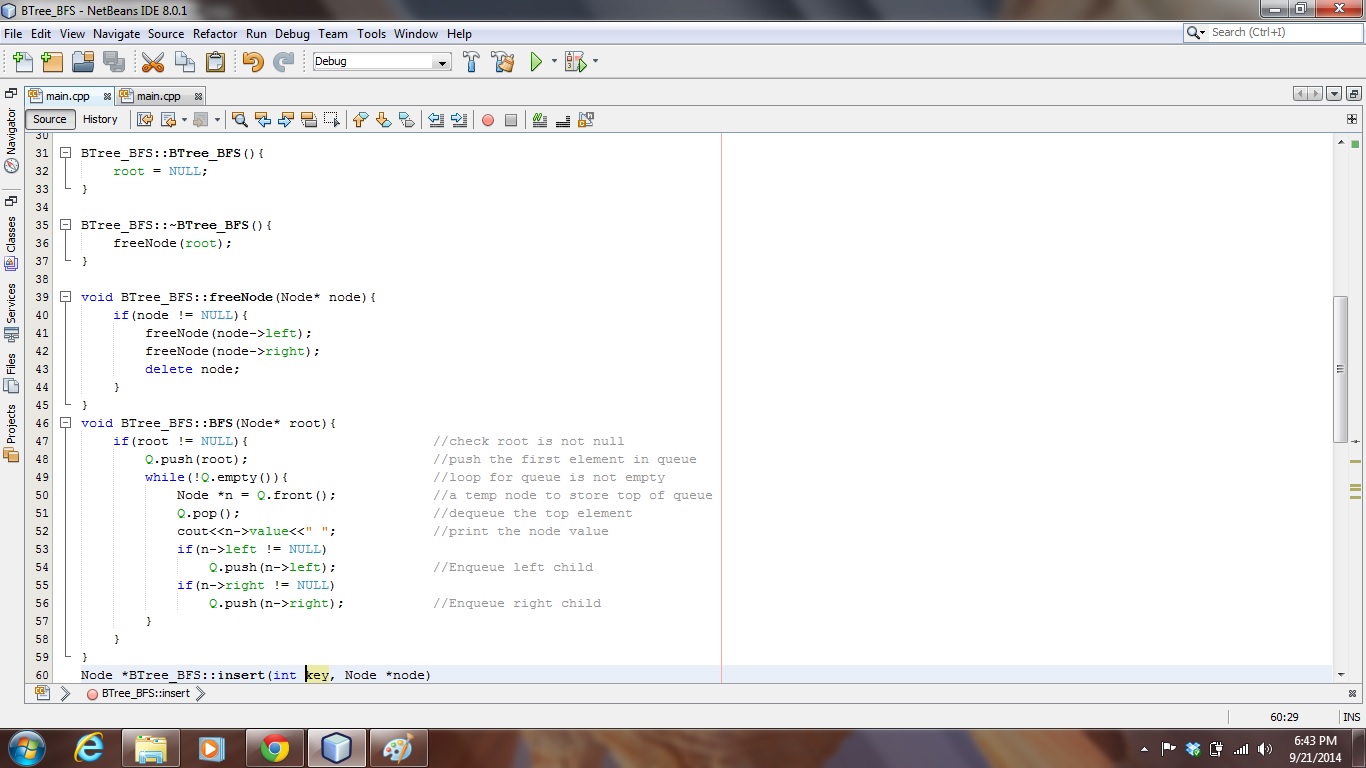 BTree_BFS - NetBeans IDE 8.0.1
File Edit View Navigate Source Refactor Run Debug Team Tools Window Help
Search (Ctrl+I)
Debug
main.cpp main.cpp
Source History
Navigator
Classes
Services
Files
Projects
30
31 BTree_BFS::BTree_BFS(){
32 root = NULL;
33 }
34
35 BTree_BFS::~BTree_BFS(){
36 freeNode(root);
37 }
38
39 void BTree_BFS::freeNode(Node* node){
40 if(node != NULL){
41 freeNode(node->left);
42 freeNode(node->right);
43 delete node;
44 }
45 }
46 void BTree_BFS::BFS(Node* root){
47 if(root != NULL){ //check root is not null
48 Q.push(root); //push the first element in queue
49 while(!Q.empty()){ //loop for queue is not empty
50 Node *n = Q.front(); //a temp node to store top of queue
51 Q.pop(); //dequeue the top element
52 cout<<n->value<<" "; //print the node value
53 if(n->left != NULL)
54 Q.push(n->left); //Enqueue left child
55 if(n->right != NULL)
56 Q.push(n->right); //Enqueue right child
57 }
58 }
59 }
60 Node *BTree_BFS::insert(int key, Node *node)
BTree_BFS::insert
60:29 INS
6:43 PM
9/21/2014